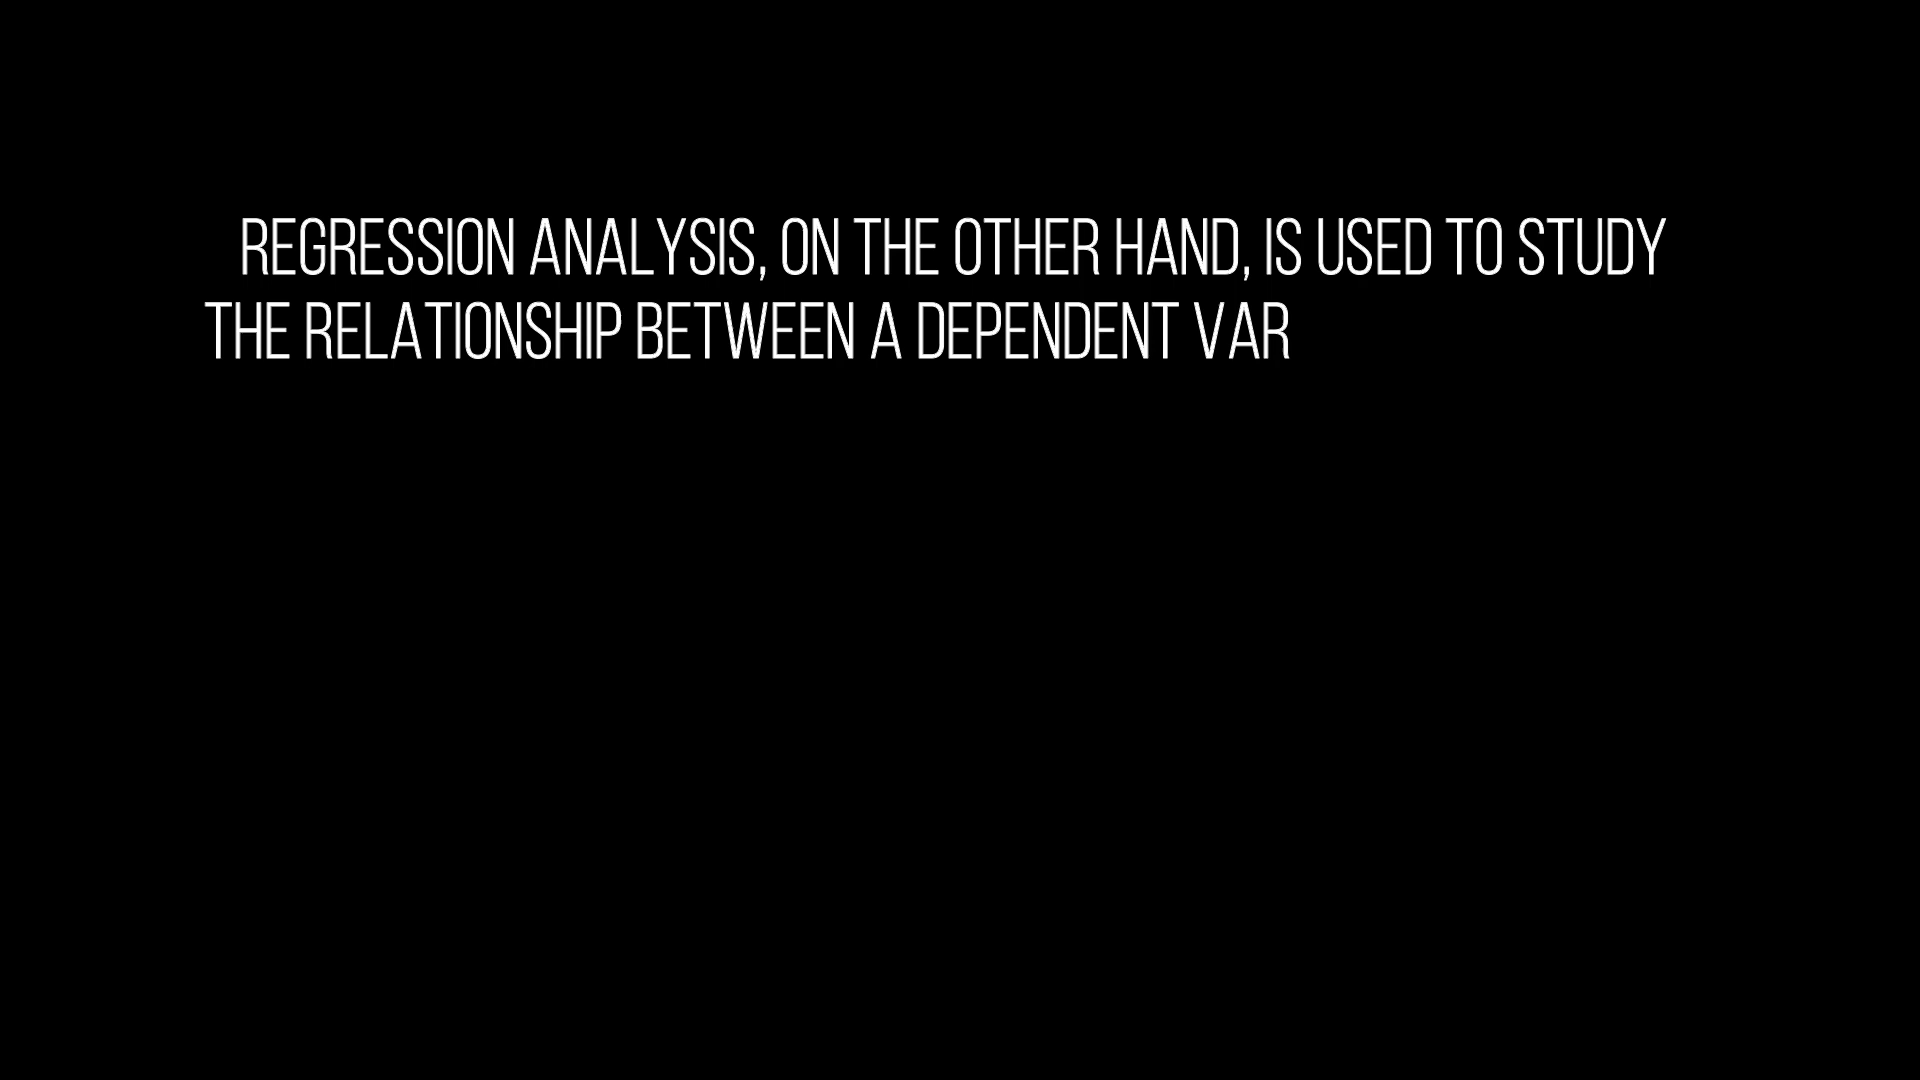 REGRESSION ANALYSIS, ON THE OTHER HAND, IS USED TO STUDY
THE RELATIONSHIP BETWEEN A DEPENDENT VAR